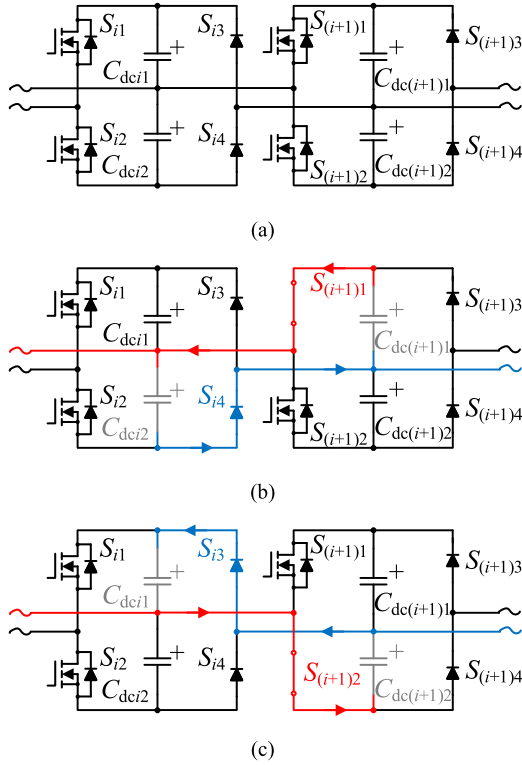 S_{i1} S_{i3} S_{(i+1)1} S_{(i+1)3}
+ +
C_{dci1} C_{dc(i+1)1}
+ +
S_{i2} S_{i4} S_{(i+1)4}
C_{dci2} S_{(i+1)2} C_{dc(i+1)2}
(a)
S_{i1} S_{i3} S_{(i+1)1} S_{(i+1)3}
+ +
C_{dci1} C_{dc(i+1)1}
+ +
S_{i2} S_{i4} S_{(i+1)4}
C_{dci2} S_{(i+1)2} C_{dc(i+1)2}
(b)
S_{i1} S_{i3} S_{(i+1)1} S_{(i+1)3}
+ +
C_{dci1} C_{dc(i+1)1}
+ +
S_{i2} S_{i4} S_{(i+1)2} S_{(i+1)4}
C_{dci2} C_{dc(i+1)2}
(c)